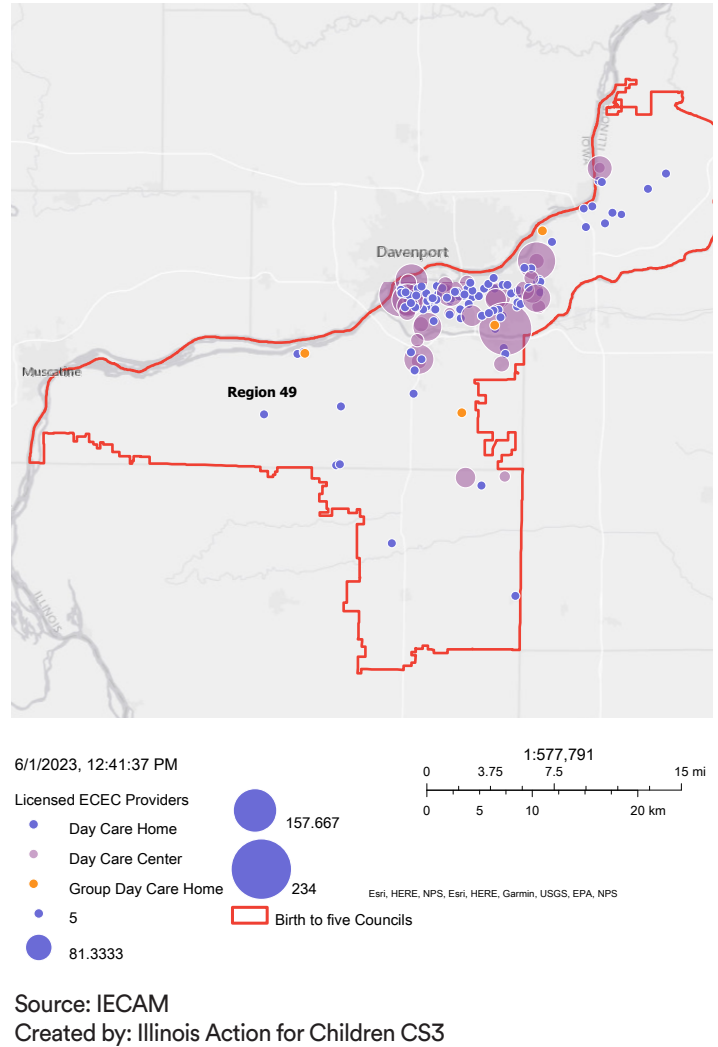 IOWA
ILLINOIS
Davenport
Muscatine
Region 49
ILLINOIS
6/1/2023, 12:41:37 PM
1:577,791
0 3.75 7.5 15 mi
0 5 10 20 km
Licensed ECEC Providers
Day Care Home
Day Care Center
Group Day Care Home
5
81.3333
157.667
234
Birth to five Councils
Esri, HERE, NPS, Esri, HERE, Garmin, USGS, EPA, NPS
Source: IECAM
Created by: Illinois Action for Children CS3